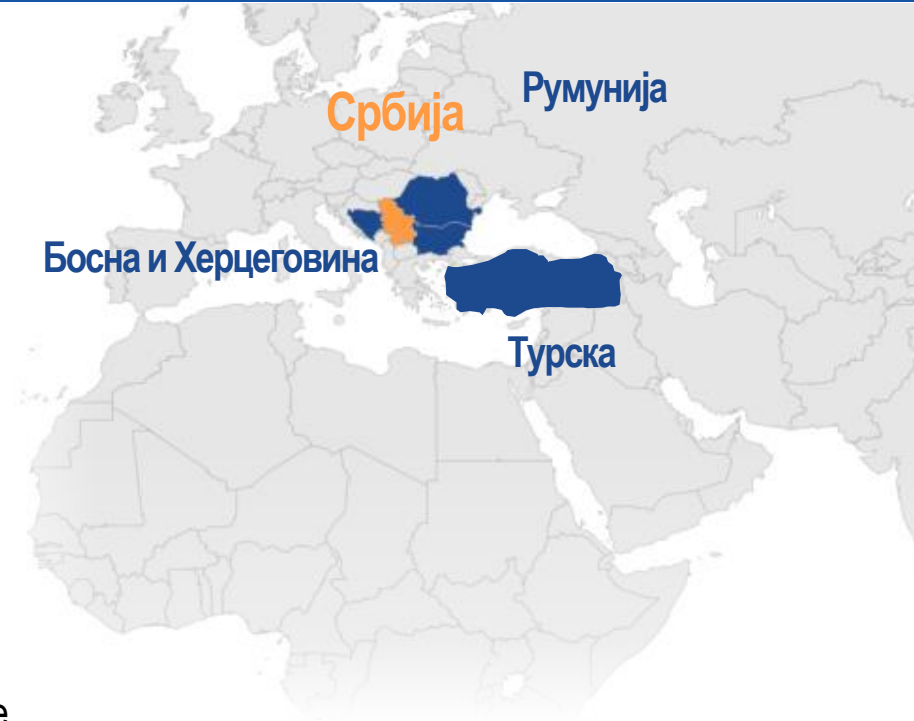 Румунија
Србија
Босна и Херцеговина
Турска
е